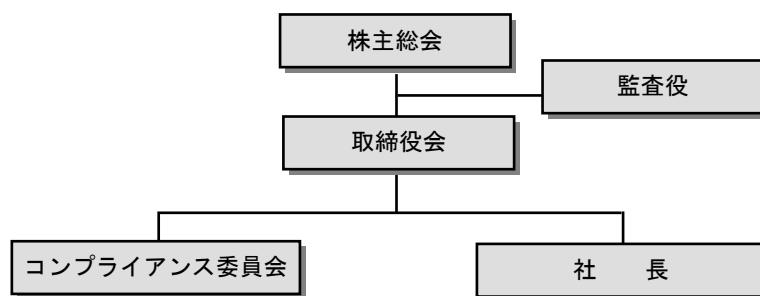 株主総会
監査役
取締役会
コンプライアンス委員会
社　　長